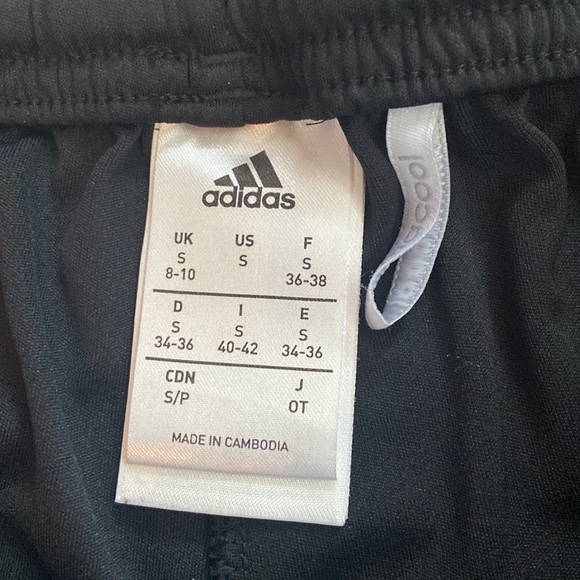 adidas
UK US F
S S S
8-10 36-38
D I E
S S S
34-36 40-42 34-36
CDN J
S/P OT
MADE IN CAMBODIA